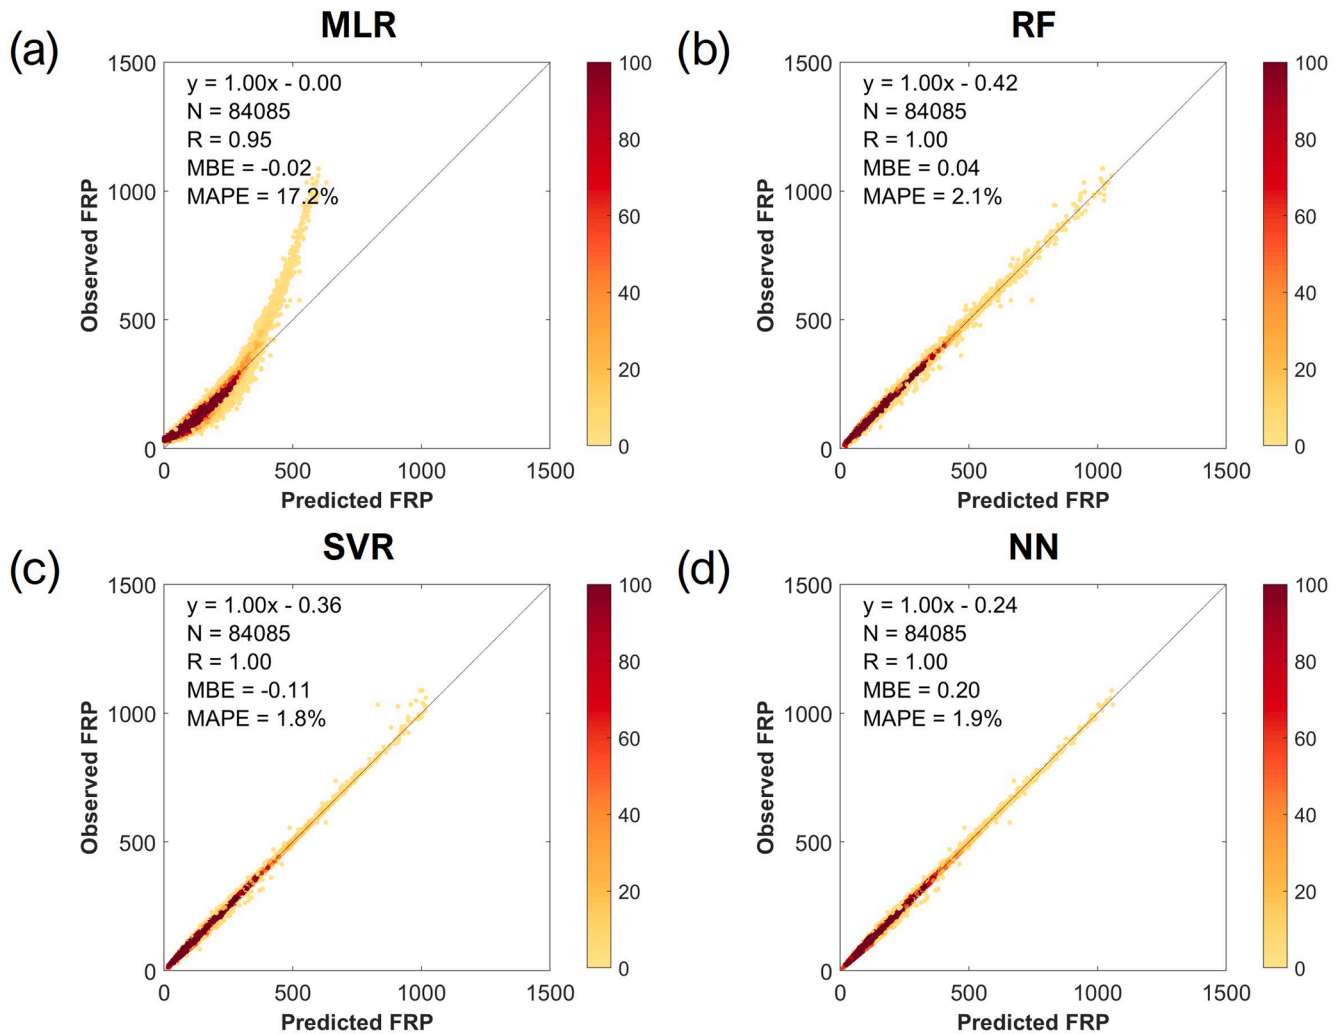 MLR
(a)
y = 1.00x - 0.00
N = 84085
R = 0.95
MBE = -0.02
MAPE = 17.2%
1500
1000
500
0
Observed FRP
0 500 1000 1500
Predicted FRP
100
80
60
40
20
0
RF
(b)
y = 1.00x - 0.42
N = 84085
R = 1.00
MBE = 0.04
MAPE = 2.1%
1500
1000
500
0
Observed FRP
0 500 1000 1500
Predicted FRP
100
80
60
40
20
0
SVR
(c)
y = 1.00x - 0.36
N = 84085
R = 1.00
MBE = -0.11
MAPE = 1.8%
1500
1000
500
0
Observed FRP
0 500 1000 1500
Predicted FRP
100
80
60
40
20
0
NN
(d)
y = 1.00x - 0.24
N = 84085
R = 1.00
MBE = 0.20
MAPE = 1.9%
1500
1000
500
0
Observed FRP
0 500 1000 1500
Predicted FRP
100
80
60
40
20
0